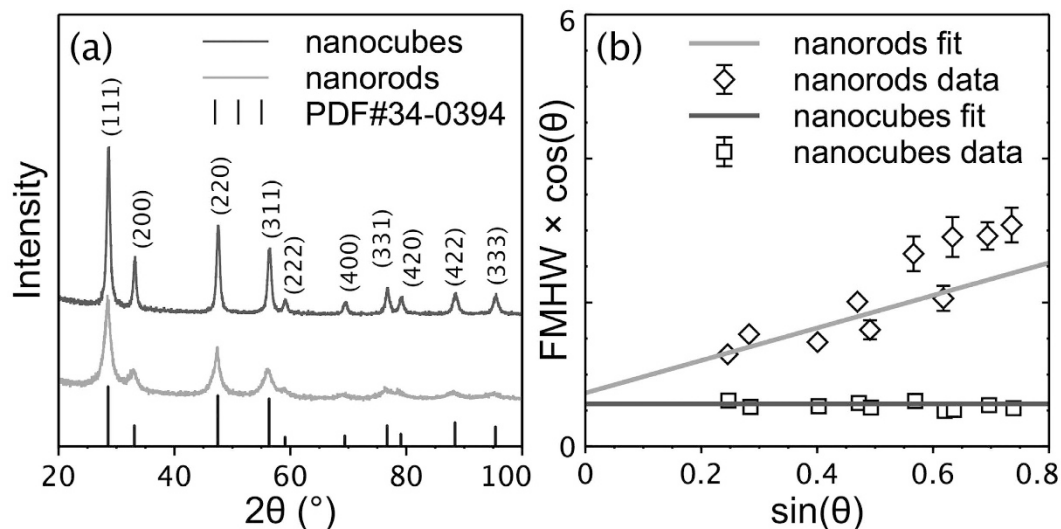 (a)
nanocubes
nanorods
PDF#34-0394
(111)
(200)
(220)
(311)
(222)
(400)
(331)
(420)
(422)
(333)
Intensity
20
40
60
80
100
2θ (°)
(b)
nanorods fit
nanorods data
nanocubes fit
nanocubes data
FMHW × cos(θ)
6
0
0
0.2
0.4
0.6
0.8
sin(θ)